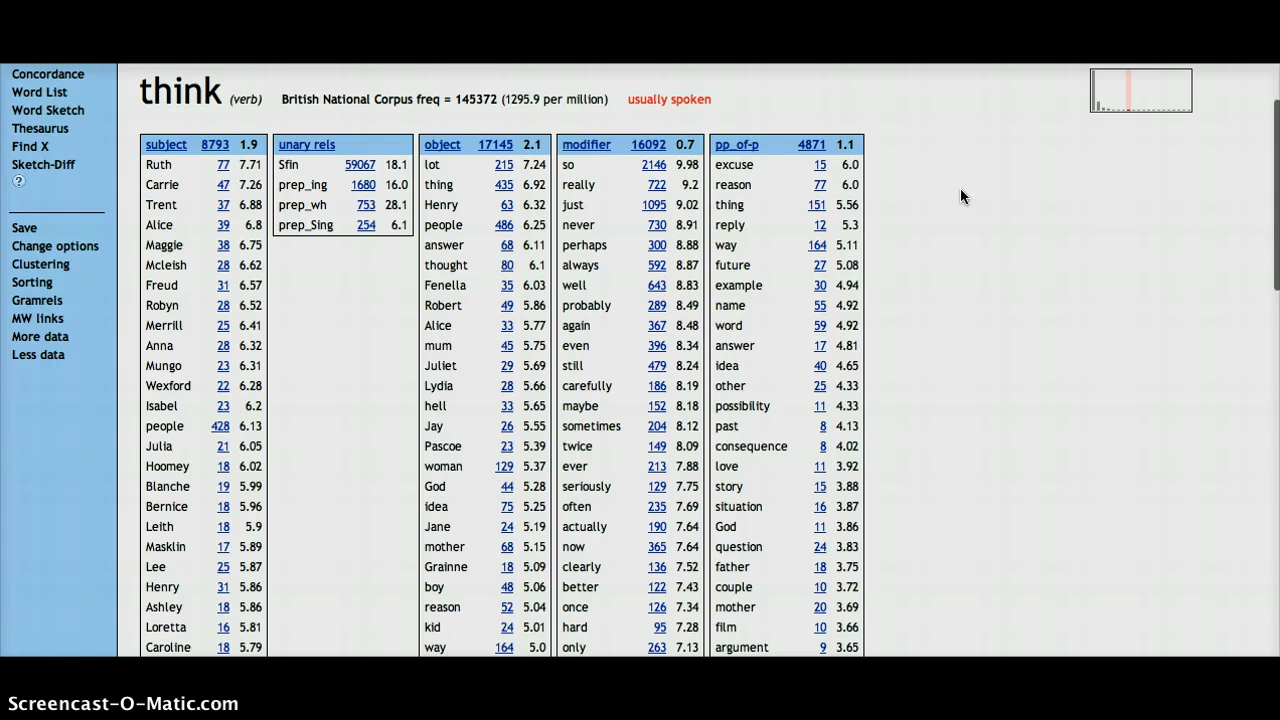 Concordance
Word List
Word Sketch
Thesaurus
Find X
Sketch-Diff
?
Save
Change options
Clustering
Sorting
Gramrels
MW links
More data
Less data
think (verb) British National Corpus freq = 145372 (1295.9 per million) usually spoken
subject 8793 1.9 unary rels object 17145 2.1 modifier 16092 0.7 pp_of-p 4871 1.1
Ruth 77 7.71 Sfin 59067 18.1 lot 215 7.24 so 2146 9.98 excuse 15 6.0
Carrie 47 7.26 prep_ing 1680 16.0 thing 435 6.92 really 722 9.2 reason 77 6.0
Trent 37 6.88 prep_wh 753 28.1 Henry 63 6.32 just 1095 9.02 thing 151 5.56
Alice 39 6.8 prep_Sing 254 6.1 people 486 6.25 never 730 8.91 reply 12 5.3
Maggie 38 6.75 answer 68 6.11 perhaps 300 8.88 way 164 5.11
Mcleish 28 6.62 thought 80 6.1 always 592 8.87 future 27 5.08
Freud 31 6.57 Fenella 35 6.03 well 643 8.83 example 30 4.94
Robyn 28 6.52 Robert 49 5.86 probably 289 8.49 name 55 4.92
Merrill 25 6.41 Alice 33 5.77 again 367 8.48 word 59 4.92
Anna 28 6.32 mum 45 5.75 even 396 8.34 answer 17 4.81
Mungo 23 6.31 Juliet 29 5.69 still 479 8.24 idea 40 4.65
Wexford 22 6.28 Lydia 28 5.66 carefully 186 8.19 other 25 4.33
Isabel 23 6.2 hell 33 5.65 maybe 152 8.18 possibility 11 4.33
people 428 6.13 Jay 26 5.55 sometimes 204 8.12 past 8 4.13
Julia 21 6.05 Pascoe 23 5.39 twice 149 8.09 consequence 8 4.02
Hoomey 18 6.02 woman 129 5.37 ever 213 7.88 love 11 3.92
Blanche 19 5.99 God 44 5.28 seriously 129 7.75 story 15 3.88
Bernice 18 5.96 idea 75 5.25 often 235 7.69 situation 16 3.87
Leith 18 5.9 Jane 24 5.19 actually 190 7.64 God 11 3.86
Masklin 17 5.89 mother 68 5.15 now 365 7.64 question 24 3.83
Lee 25 5.87 Grainne 18 5.09 clearly 136 7.52 father 18 3.75
Henry 31 5.86 boy 48 5.06 better 122 7.43 couple 10 3.72
Ashley 18 5.86 reason 52 5.04 once 126 7.34 mother 20 3.69
Loretta 16 5.81 kid 24 5.01 hard 95 7.28 film 10 3.66
Caroline 18 5.79 way 164 5.0 only 263 7.13 argument 9 3.65
Screencast-O-Matic.com